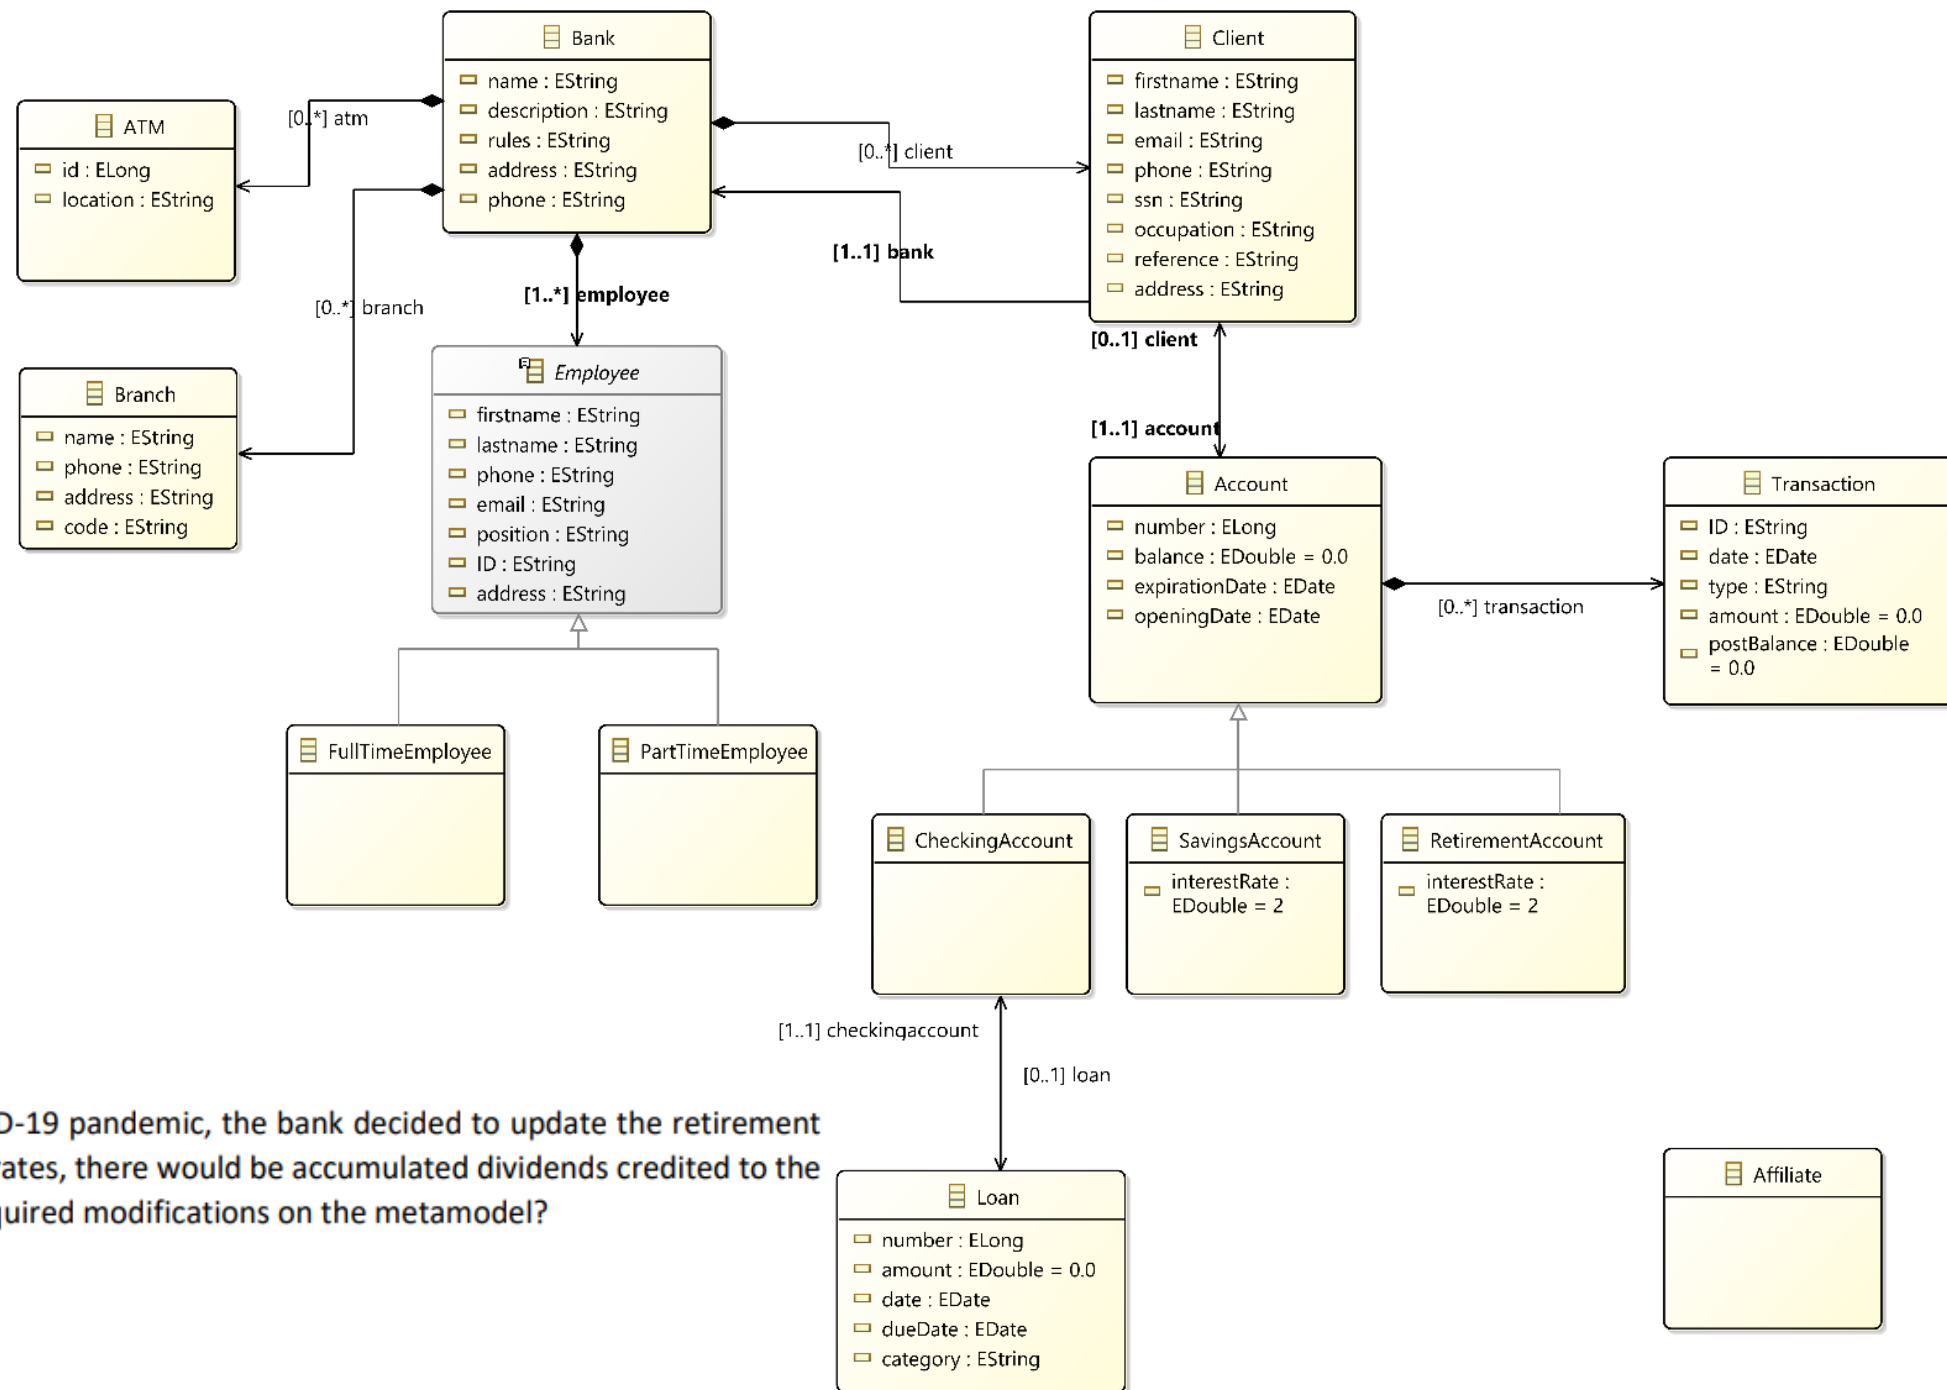 Bank
name : EString
description : EString
rules : EString
address : EString
phone : EString
Client
firstname : EString
lastname : EString
email : EString
phone : EString
ssn : EString
occupation : EString
reference : EString
address : EString
ATM
id : ELong
location : EString
[0..*] atm
[0..*] client
[1..1] bank
[1..*] employee
[0..*] branch
Branch
name : EString
phone : EString
address : EString
code : EString
Employee
firstname : EString
lastname : EString
phone : EString
email : EString
position : EString
ID : EString
address : EString
[0..1] client
[1..1] account
Account
number : ELong
balance : EDouble = 0.0
expirationDate : EDate
openingDate : EDate
[0..*] transaction
Transaction
ID : EString
date : EDate
type : EString
amount : EDouble = 0.0
postBalance : EDouble
= 0.0
FullTimeEmployee
PartTimeEmployee
CheckingAccount
SavingsAccount
interestRate :
EDouble = 2
RetirementAccount
interestRate :
EDouble = 2
[1..1] checkingaccount
[0..1] loan
D-19 pandemic, the bank decided to update the retirement
rates, there would be accumulated dividends credited to the
quired modifications on the metamodel?
Loan
number : ELong
amount : EDouble = 0.0
date : EDate
dueDate : EDate
category : EString
Affiliate